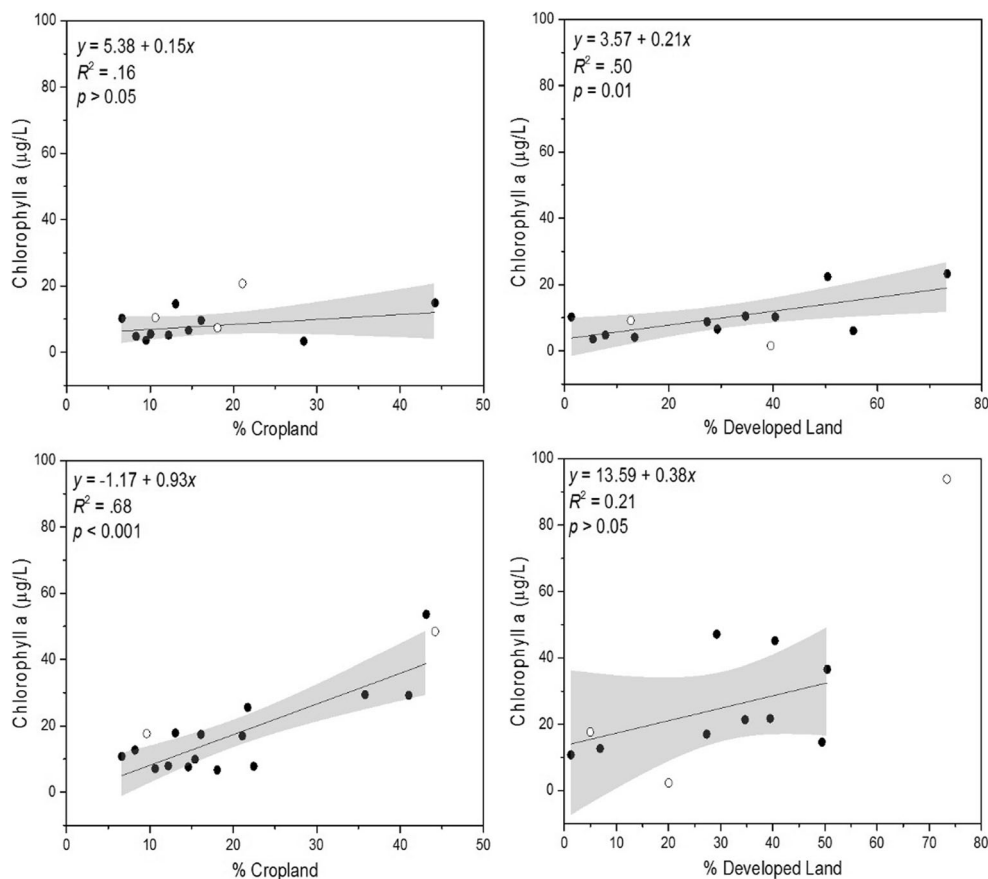 100
80
60
40
20
0
Chlorophyll a (µg/L)
y = 5.38 + 0.15x
R² = .16
p > 0.05
0 10 20 30 40 50
% Cropland
100
80
60
40
20
0
Chlorophyll a (µg/L)
y = 3.57 + 0.21x
R² = .50
p = 0.01
0 20 40 60 80
% Developed Land
100
80
60
40
20
0
Chlorophyll a (µg/L)
y = -1.17 + 0.93x
R² = .68
p < 0.001
0 10 20 30 40 50
% Cropland
100
80
60
40
20
0
Chlorophyll a (µg/L)
y = 13.59 + 0.38x
R² = 0.21
p > 0.05
0 10 20 30 40 50 60 70 80
% Developed Land